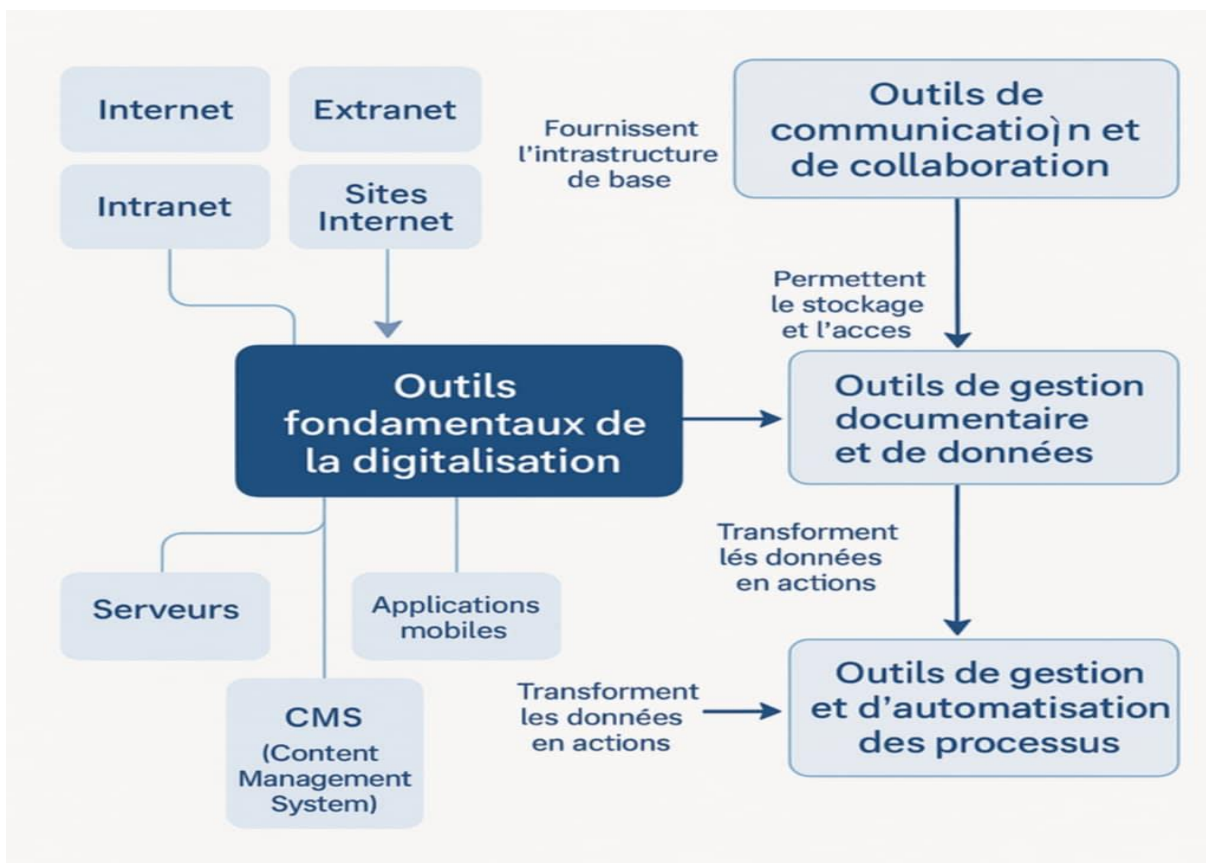 Internet
Extranet
Intranet
Sites
Internet
Fournissent
l'intrastructure
de base
Outils de
communicatioì n et
de collaboration
Permettent
le stockage
et l'acces
Outils
fondamentaux de
la digitalisation
Outils de gestion
documentaire
et de données
Transforment
lés données
en actions
Serveurs
Applications
mobiles
CMS
(Content
Management
System)
Transforment
les données
en actions
Outils de gestion
et d'automatisation
des processus